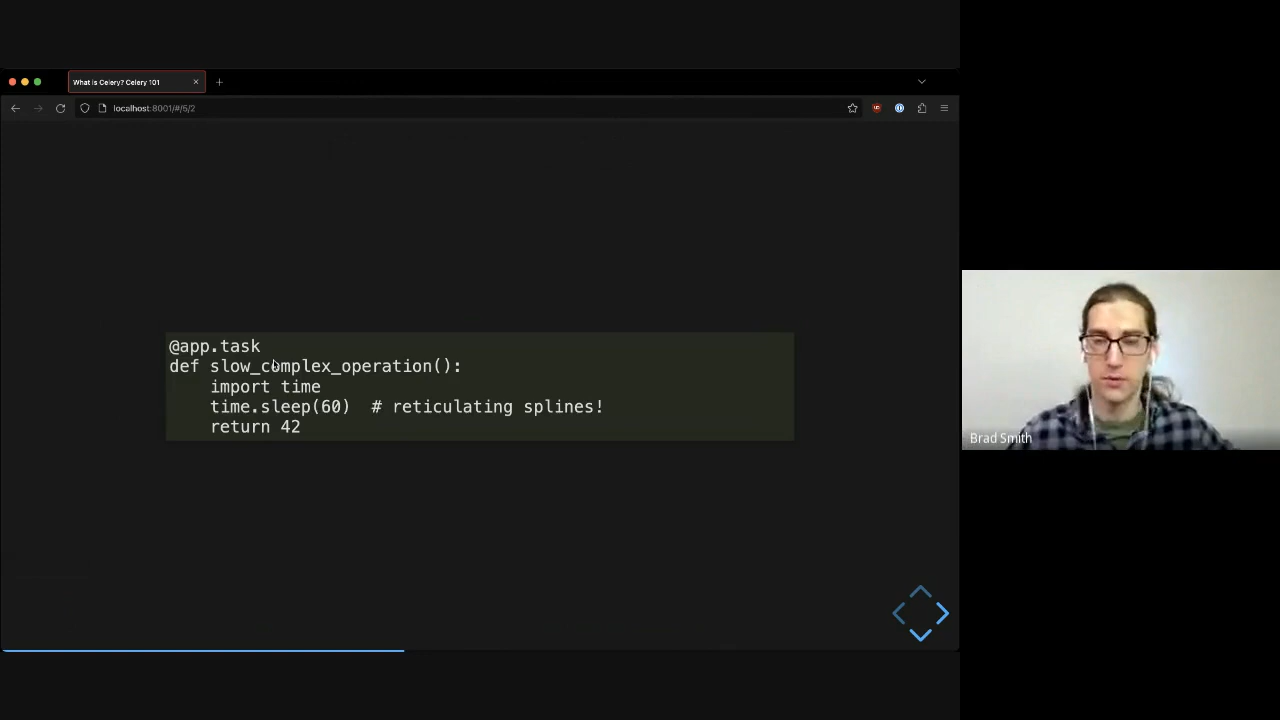 What is Celery? Celery 101
localhost:8001/#/5/2
@app.task
def slow_complex_operation():
    import time
    time.sleep(60)  # reticulating splines!
    return 42
Brad Smith